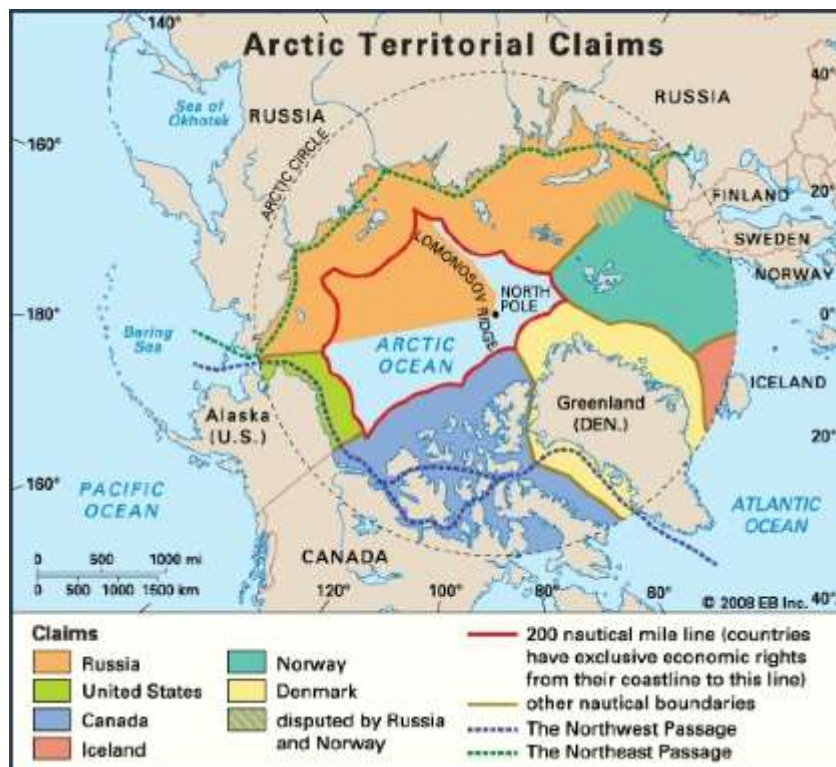 140°
Arctic Territorial Claims
40°
Sea of
Okhotsk
RUSSIA
RUSSIA
160°
ARCTIC CIRCLE
FINLAND
20°
SWEDEN
LOMONOSOV RIDGE
NORWAY
NORTH
POLE
180°
0°
Bering
Sea
ARCTIC
OCEAN
ICELAND
Alaska
(U.S.)
Greenland
(DEN.)
20°
160°
PACIFIC
OCEAN
ATLANTIC
OCEAN
0 500 1000 mi
0 500 1000 1500 km
CANADA
120° 100° 80° 60°
40°
© 2008 EB Inc.
Claims
Russia
United States
Canada
Iceland
Norway
Denmark
disputed by Russia
and Norway
200 nautical mile line (countries
have exclusive economic rights
from their coastline to this line)
other nautical boundaries
The Northwest Passage
The Northeast Passage